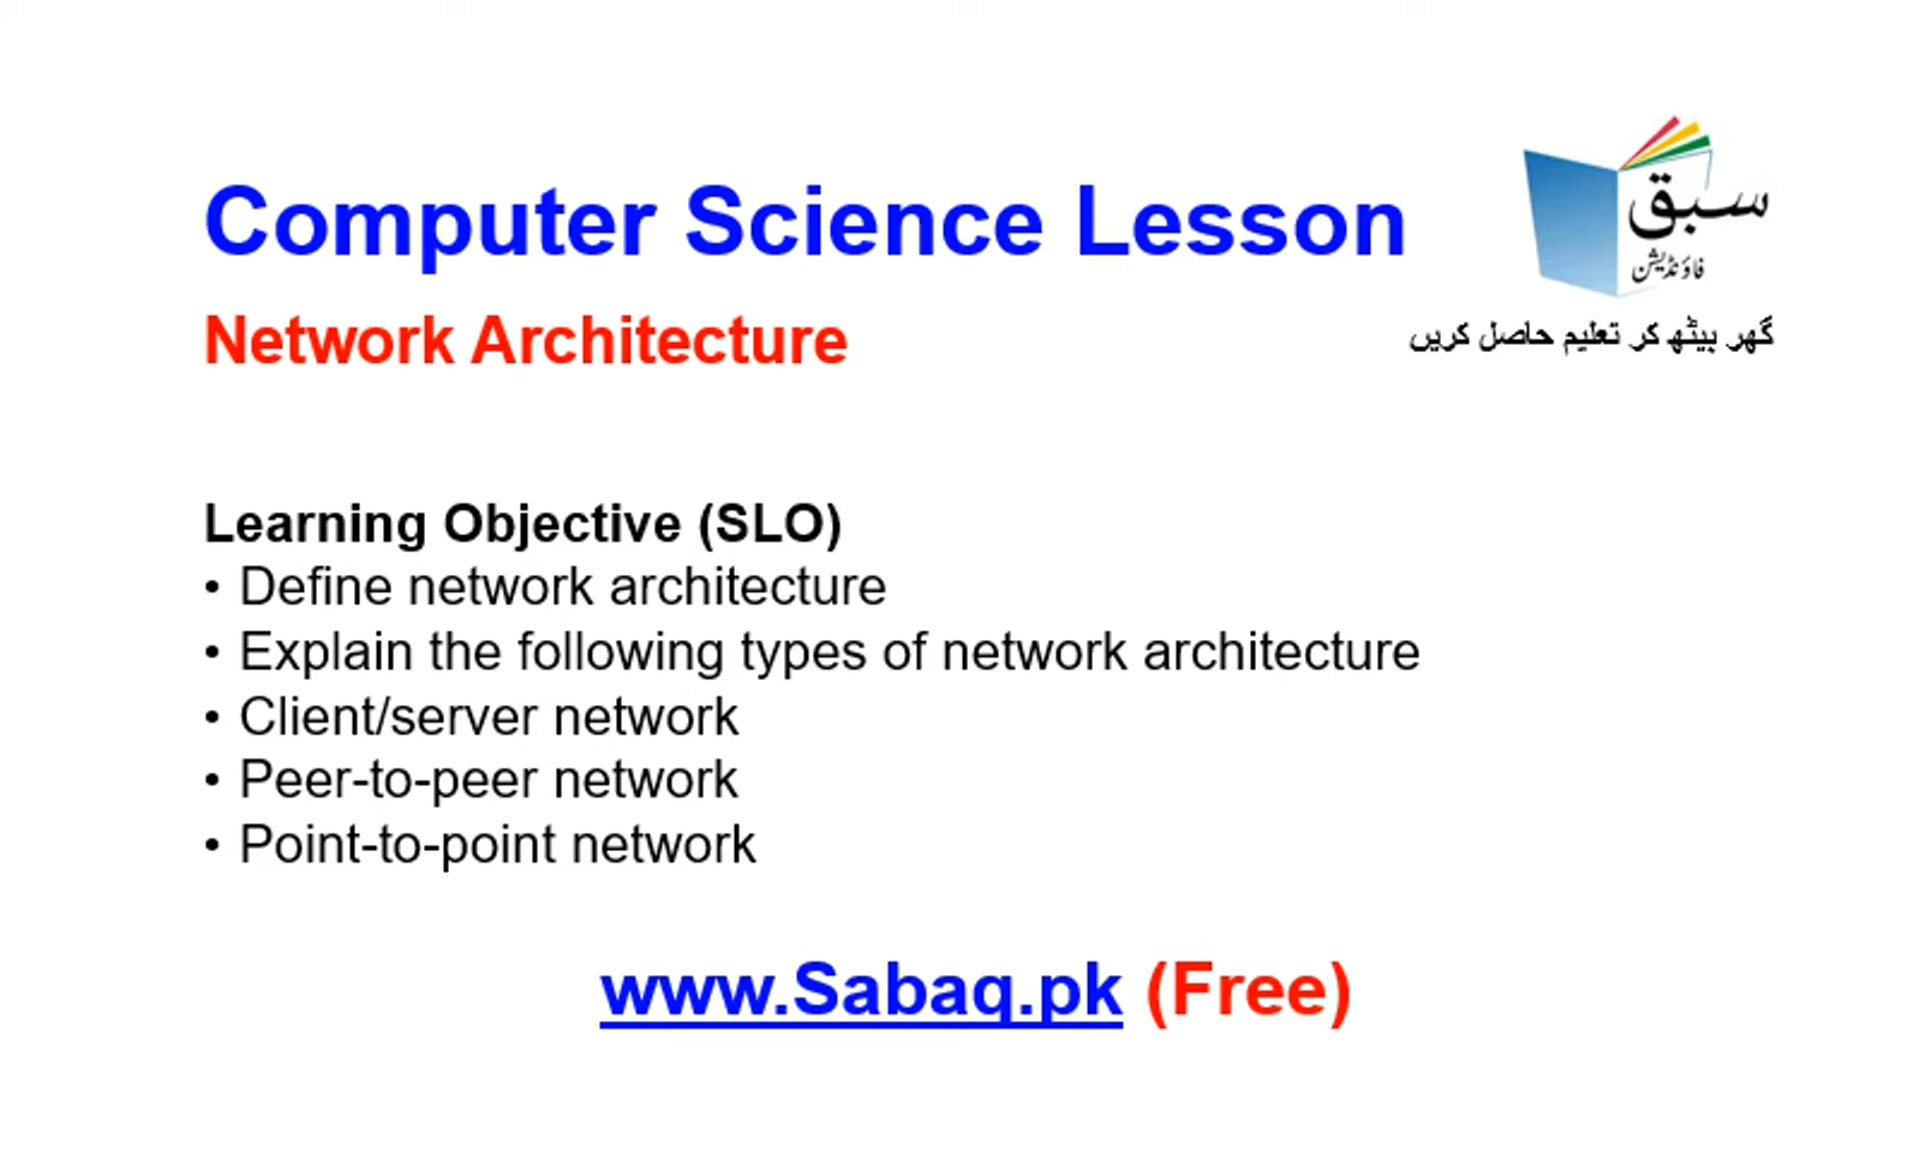 Computer Science Lesson
سبق
فاؤنڈیشن
Network Architecture
گھر بیٹھ کر تعلیم حاصل کریں
Learning Objective (SLO)
• Define network architecture
• Explain the following types of network architecture
• Client/server network
• Peer-to-peer network
• Point-to-point network
www.Sabaq.pk (Free)